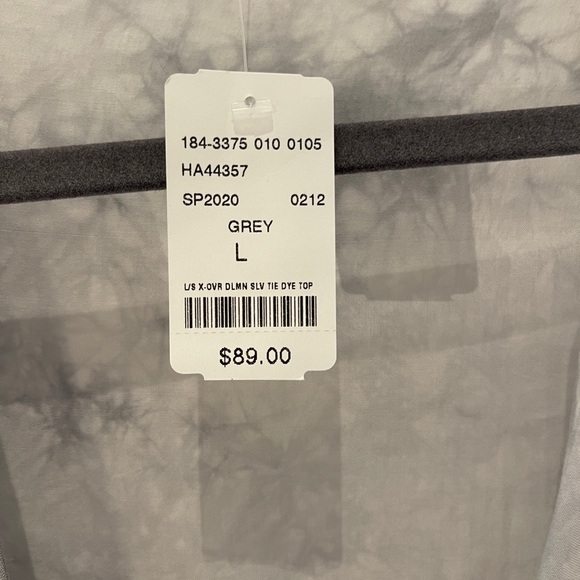 184-3375 010 0105
HA44357
SP2020 0212
GREY
L
L/S X-OVR DLMN SLV TIE DYE TOP
$89.00